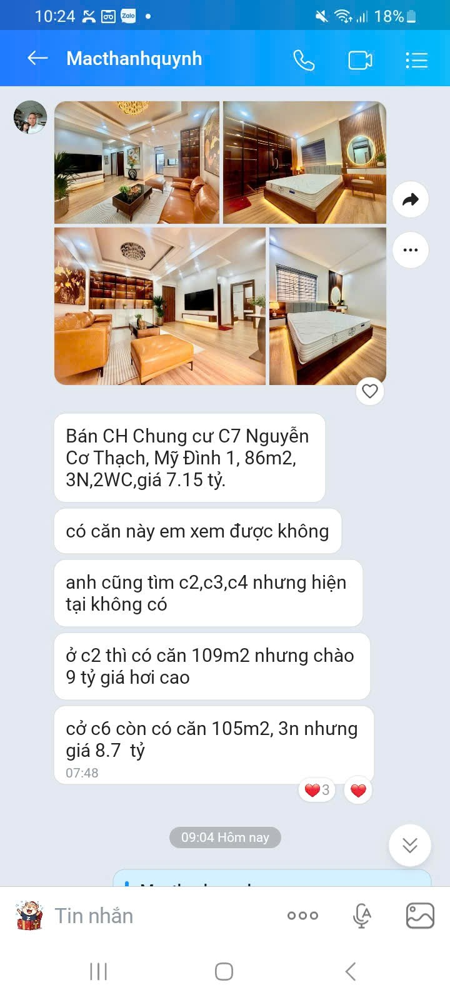 10:24
Zalo
18%
Macthanhquynh
Bán CH Chung cư C7 Nguyễn
Cơ Thạch, Mỹ Đình 1, 86m2,
3N,2WC,giá 7.15 tỷ.
có căn này em xem được không
anh cũng tìm c2,c3,c4 nhưng hiện
tại không có
ở c2 thì có căn 109m2 nhưng chào
9 tỷ giá hơi cao
cở c6 còn có căn 105m2, 3n nhưng
giá 8.7 tỷ
07:48
3
09:04 Hôm nay
Tin nhắn